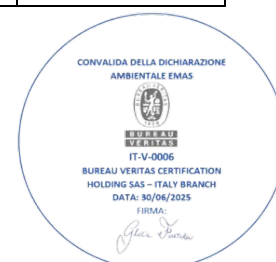 CONVALIDA DELLA DICHIARAZIONE
AMBIENTALE EMAS
BUREAU
VERITAS
IT-V-0006
BUREAU VERITAS CERTIFICATION
HOLDING SAS – ITALY BRANCH
DATA: 30/06/2025
FIRMA: